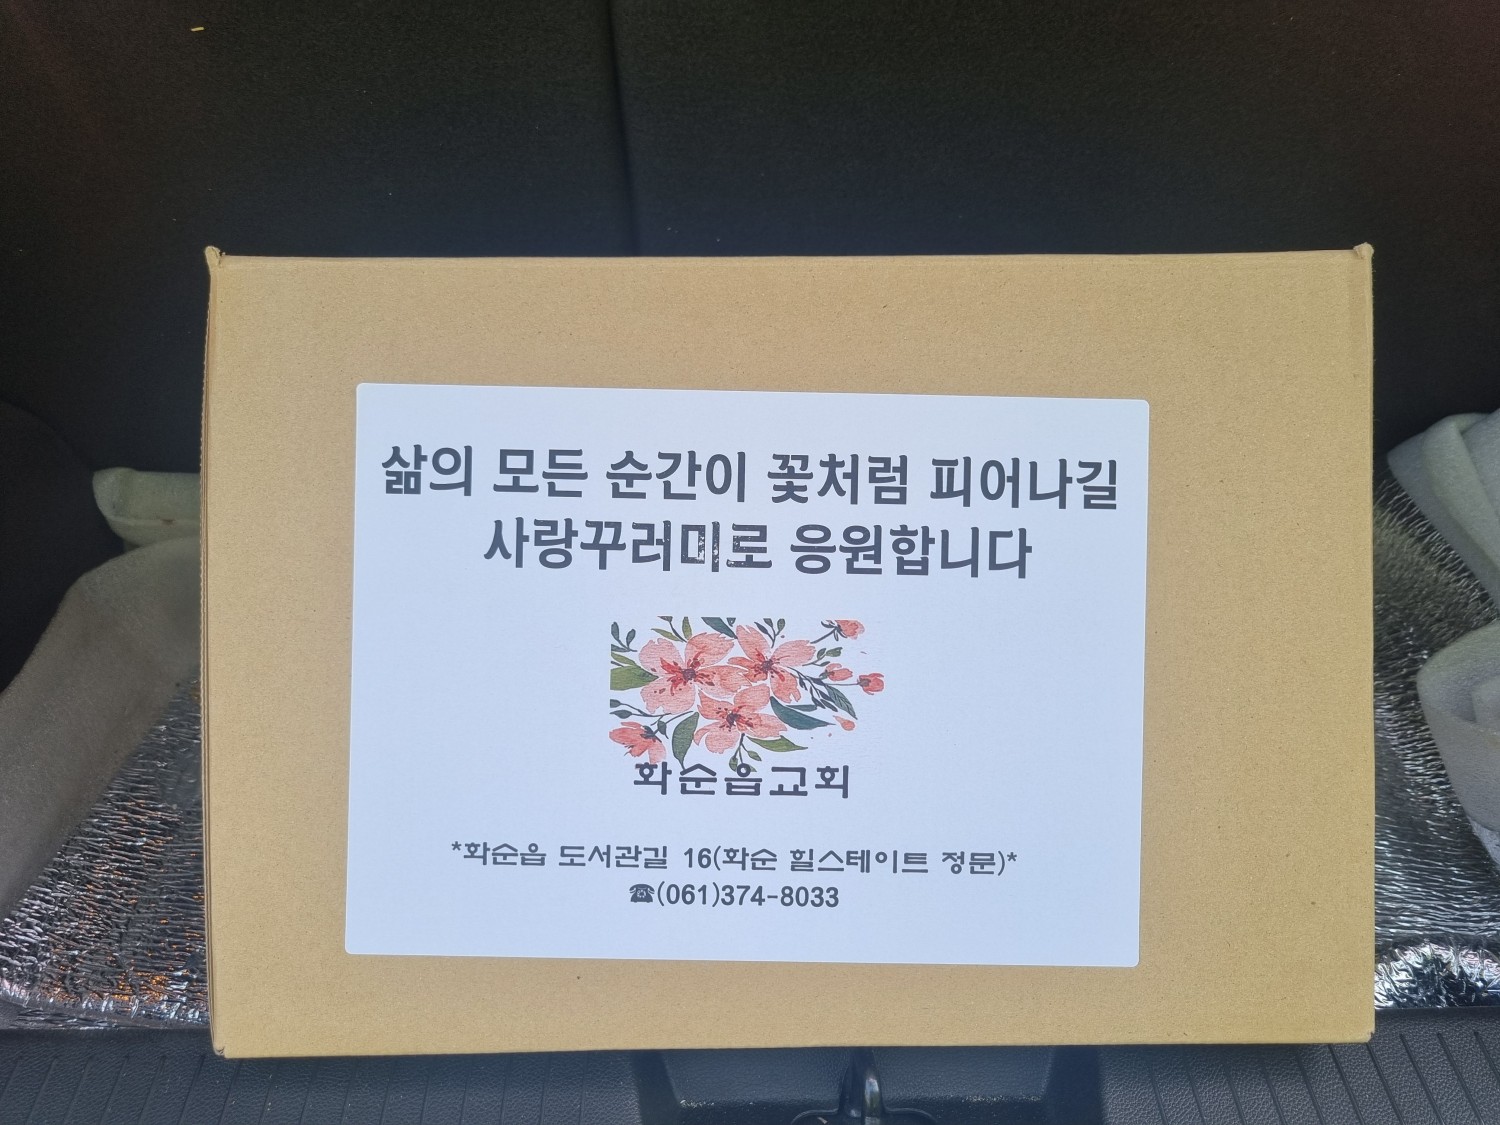 삶의 모든 순간이 꽃처럼 피어나길
사랑꾸러미로 응원합니다
화순읍교회
*화순읍 도서관길 16(화순 힐스테이트 정문)*
☎(061)374-8033